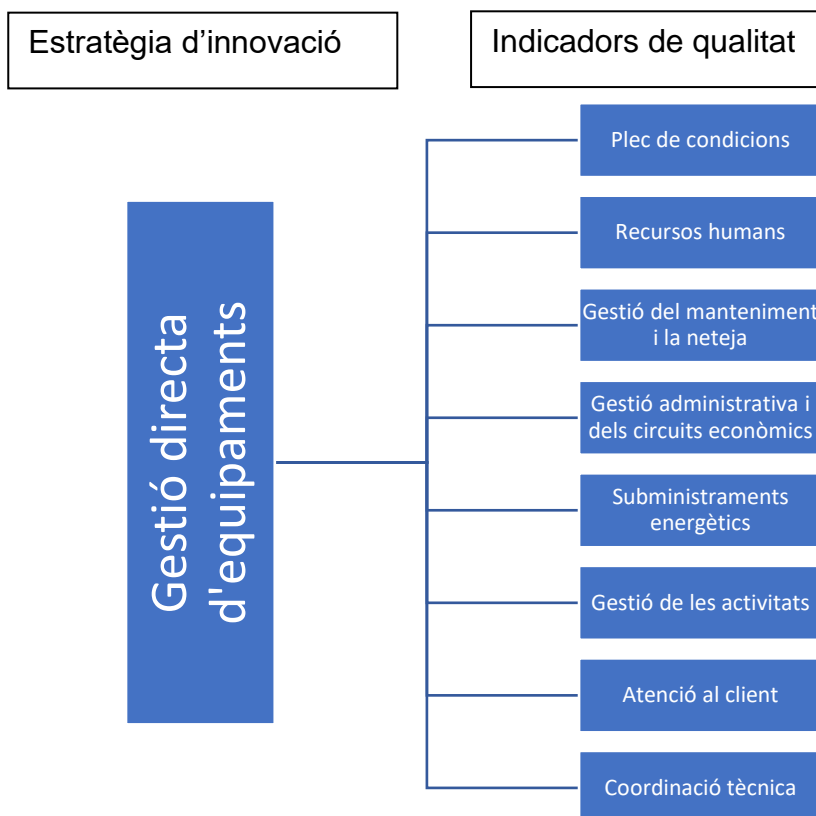 Estratègia d’innovació
Indicadors de qualitat
Gestió directa
d'equipaments
Plec de condicions
Recursos humans
Gestió del manteniment
i la neteja
Gestió administrativa i
dels circuits econòmics
Subministraments
energètics
Gestió de les activitats
Atenció al client
Coordinació tècnica